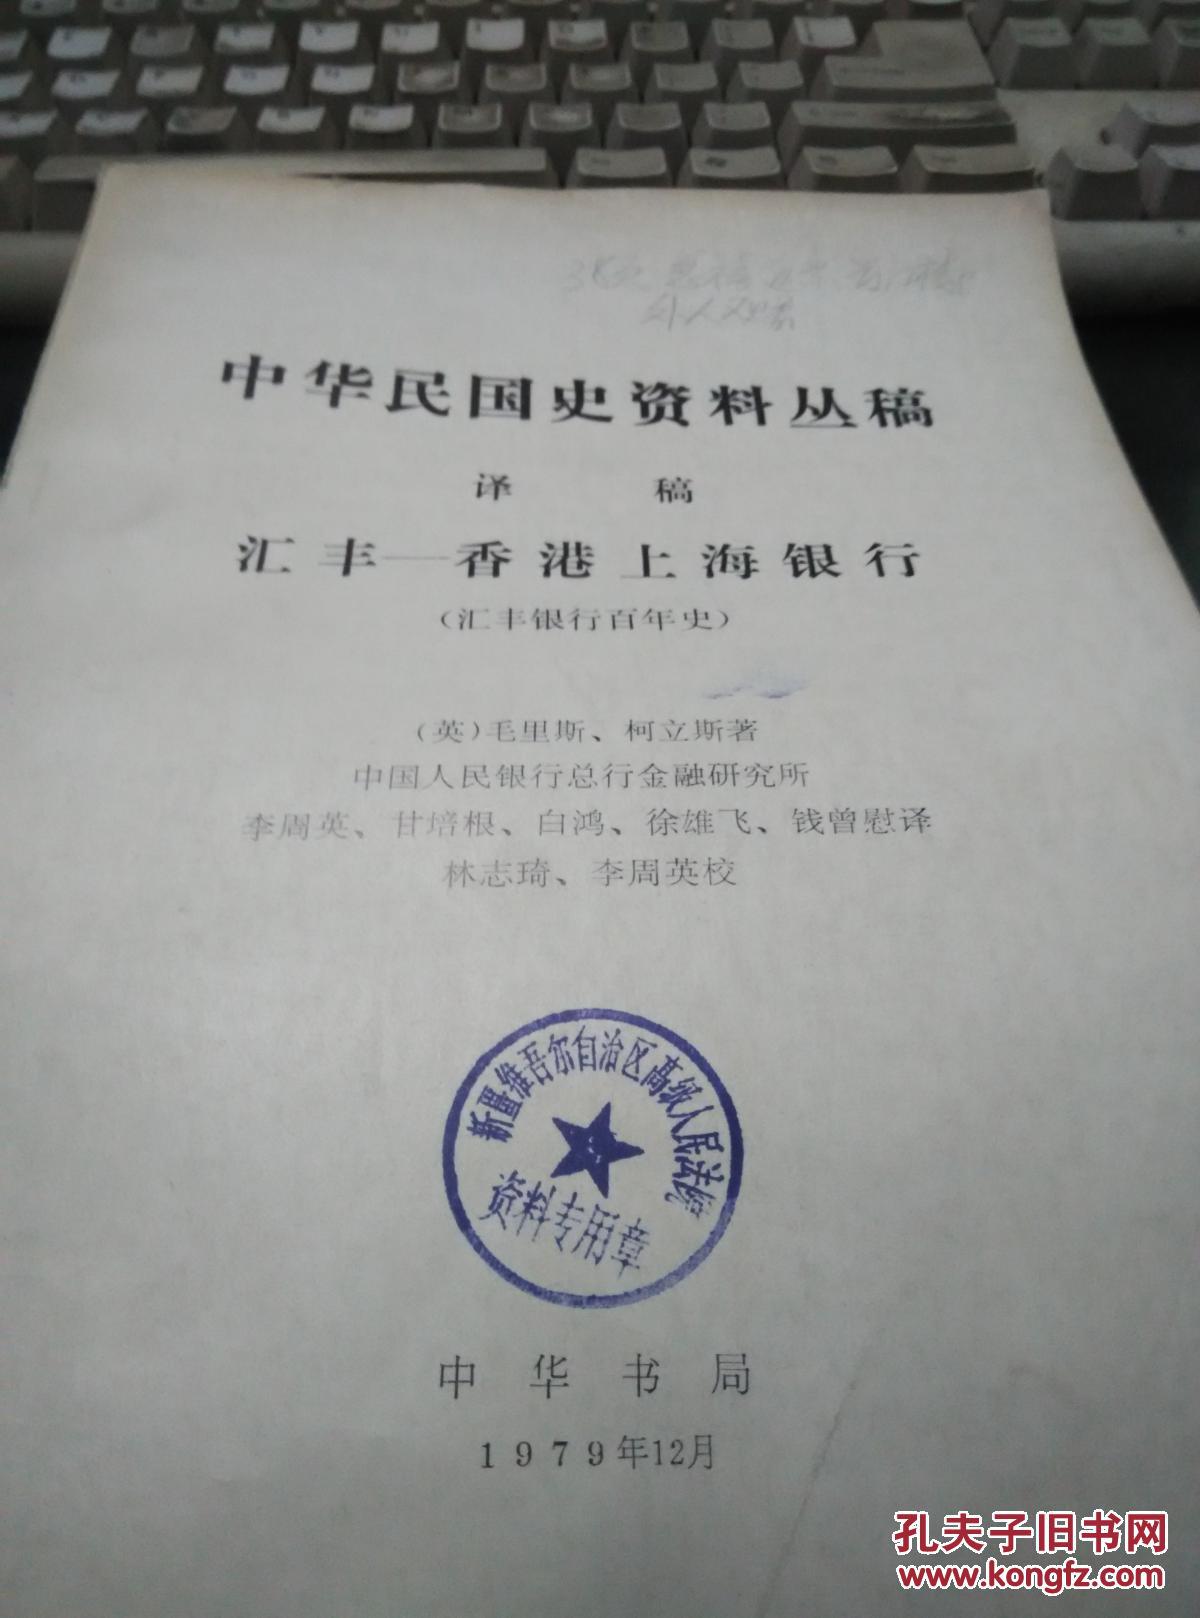 外人
中华民国史资料丛稿
译 稿
汇丰—香港上海银行
(汇丰银行百年史)
(英)毛里斯、柯立斯著
中国人民银行总行金融研究所
李周英、甘培根、白鸿、徐雄飞、钱曾慰译
林志琦、李周英校
新疆维吾尔自治区高级人民法院
资料专用章
中华书局
1979年12月
孔夫子旧书网
www.kongfz.com